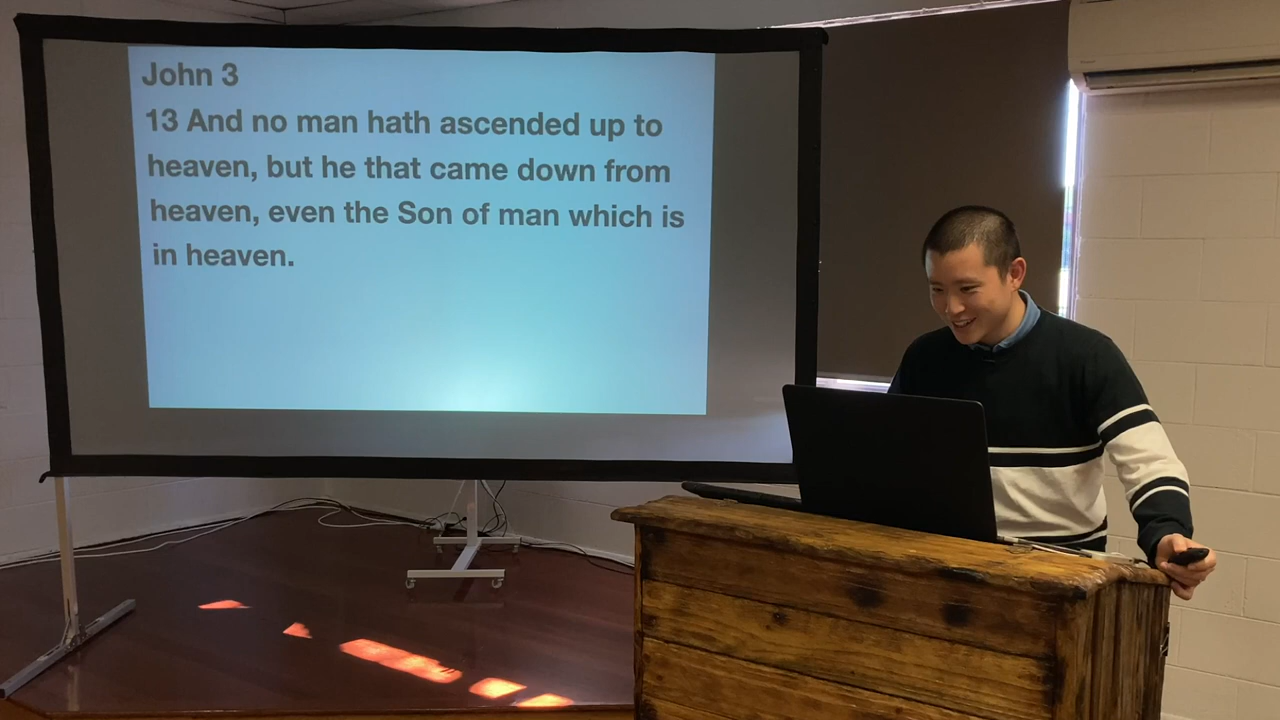 John 3
13 And no man hath ascended up to
heaven, but he that came down from
heaven, even the Son of man which is
in heaven.